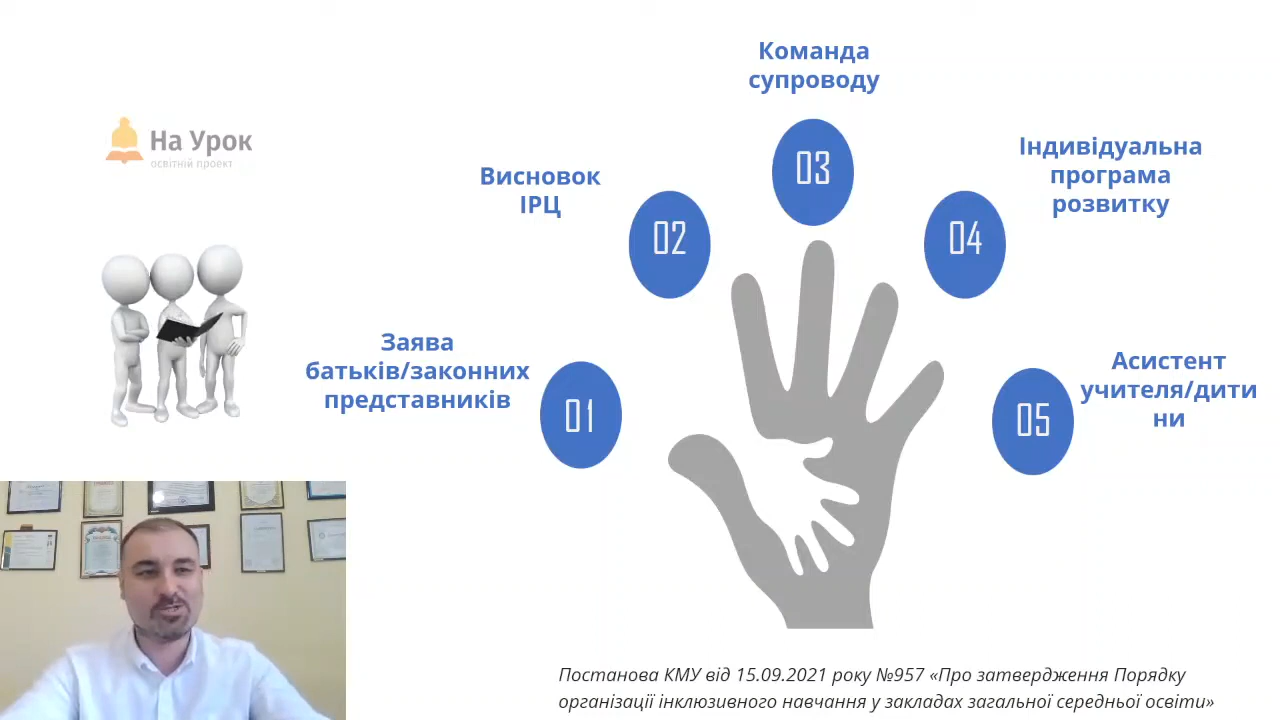 Команда
супроводу
На Урок
освітній проект
Висновок
ІРЦ
03
Індивідуальна
програма
розвитку
02
04
Заява
батьків/законних
представників
01
Асистент
учителя/дити
ни
05
Постанова КМУ від 15.09.2021 року №957 «Про затвердження Порядку
організації інклюзивного навчання у закладах загальної середньої освіти»